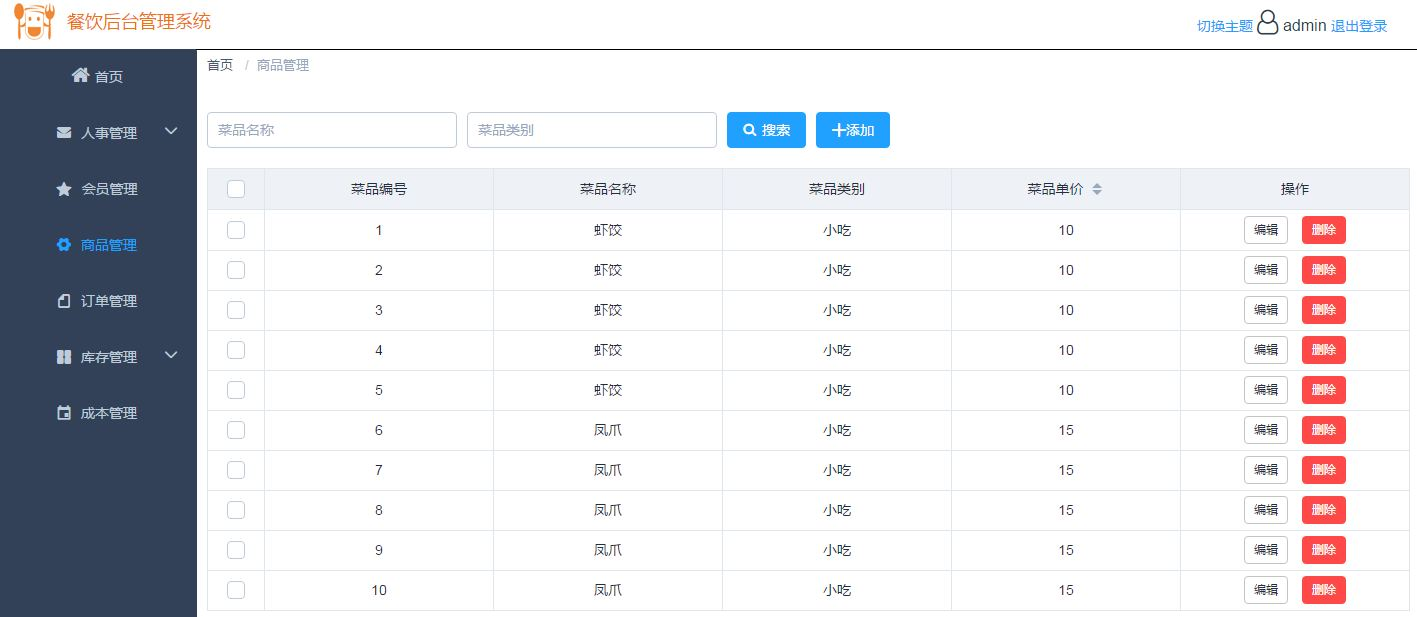 餐饮后台管理系统
切换主题 admin 退出登录
首页
人事管理
会员管理
商品管理
订单管理
库存管理
成本管理
首页 / 商品管理
菜品名称 菜品类别 搜索 添加
菜品编号 菜品名称 菜品类别 菜品单价 操作
1 虾饺 小吃 10 编辑 删除
2 虾饺 小吃 10 编辑 删除
3 虾饺 小吃 10 编辑 删除
4 虾饺 小吃 10 编辑 删除
5 虾饺 小吃 10 编辑 删除
6 凤爪 小吃 15 编辑 删除
7 凤爪 小吃 15 编辑 删除
8 凤爪 小吃 15 编辑 删除
9 凤爪 小吃 15 编辑 删除
10 凤爪 小吃 15 编辑 删除